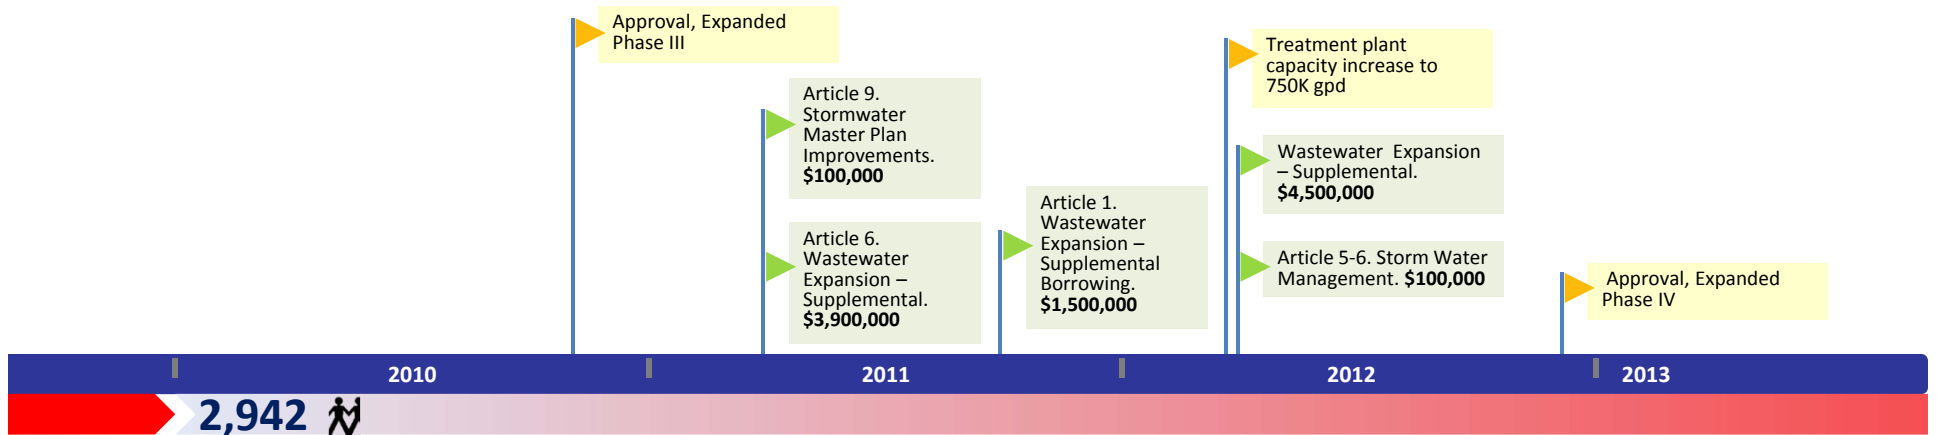 Approval, Expanded
Phase III
Article 9.
Stormwater
Master Plan
Improvements.
$100,000
Article 6.
Wastewater
Expansion –
Supplemental.
$3,900,000
Article 1.
Wastewater
Expansion –
Supplemental
Borrowing.
$1,500,000
Treatment plant
capacity increase to
750K gpd
Wastewater Expansion
– Supplemental.
$4,500,000
Article 5-6. Storm Water
Management. $100,000
Approval, Expanded
Phase IV
2010
2011
2012
2013
2,942